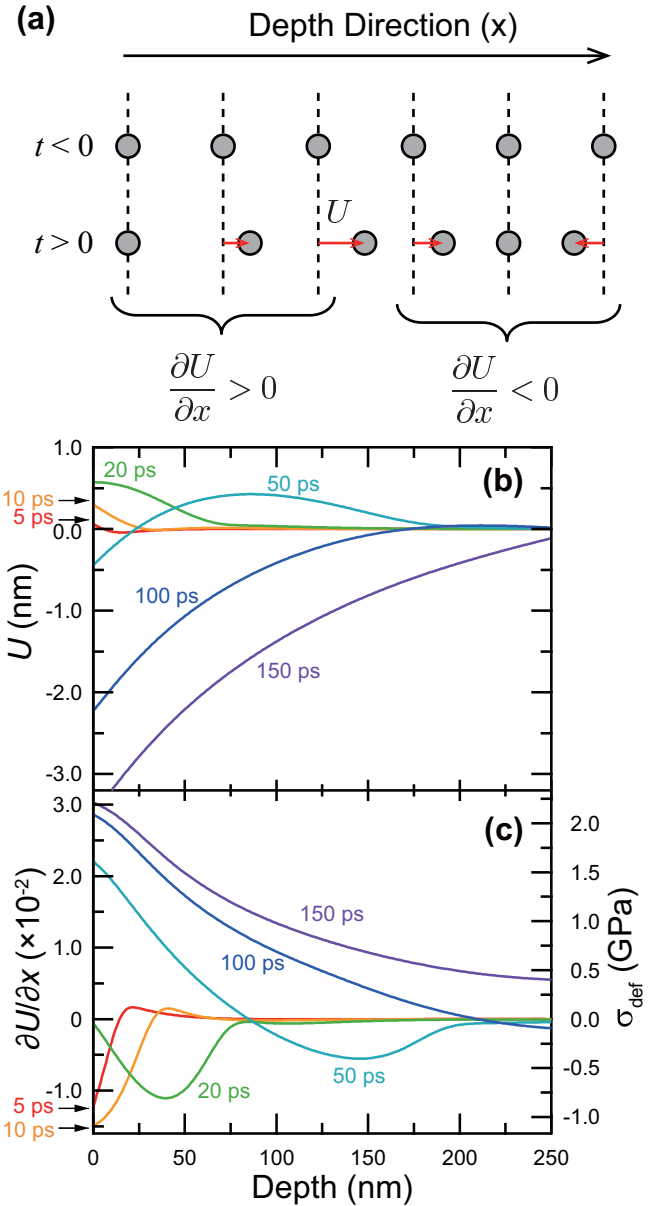 (a)
Depth Direction (x)
t < 0
t > 0
U
∂U/∂x > 0
∂U/∂x < 0
(b)
U (nm)
1.0
0.0
-1.0
-2.0
-3.0
20 ps
50 ps
10 ps
5 ps
100 ps
150 ps
(c)
∂U/∂x (×10⁻²)
3.0
2.0
1.0
0
-1.0
σdef (GPa)
2.0
1.5
1.0
0.5
0.0
-0.5
-1.0
150 ps
100 ps
50 ps
20 ps
5 ps
10 ps
0 50 100 150 200 250
Depth (nm)